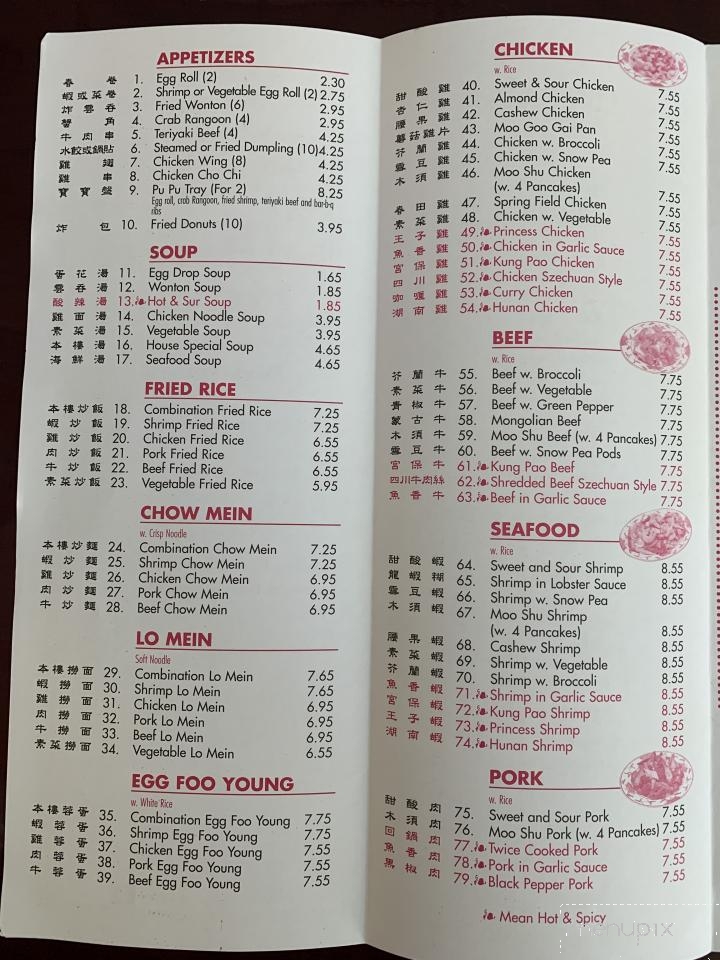 APPETIZERS
春卷 1. Egg Roll (2) 2.30
蝦或菜卷 2. Shrimp or Vegetable Egg Roll (2) 2.75
炸雲吞 3. Fried Wonton (6) 2.95
蟹角 4. Crab Rangoon (4) 2.95
牛肉串 5. Teriyaki Beef (4) 4.25
水餃或鍋貼 6. Steamed or Fried Dumpling (10) 4.25
雞翅 7. Chicken Wing (8) 4.25
雞串 8. Chicken Cho Chi 4.25
寶寶盤 9. Pu Pu Tray (For 2) 8.25
Egg roll, crab Rangoon, fried shrimp, teriyaki beef and bar-b-q
ribs
炸包 10. Fried Donuts (10) 3.95
SOUP
蛋花湯 11. Egg Drop Soup 1.65
雲吞湯 12. Wonton Soup 1.85
酸辣湯 13. Hot & Sur Soup 1.85
雞面湯 14. Chicken Noodle Soup 3.95
素菜湯 15. Vegetable Soup 3.95
本樓湯 16. House Special Soup 4.65
海鮮湯 17. Seafood Soup 4.65
FRIED RICE
本樓炒飯 18. Combination Fried Rice 7.25
蝦炒飯 19. Shrimp Fried Rice 7.25
雞炒飯 20. Chicken Fried Rice 6.55
肉炒飯 21. Pork Fried Rice 6.55
牛炒飯 22. Beef Fried Rice 6.55
素菜炒飯 23. Vegetable Fried Rice 5.95
CHOW MEIN
w. Crisp Noodle
本樓炒麵 24. Combination Chow Mein 7.25
蝦炒麵 25. Shrimp Chow Mein 7.25
雞炒麵 26. Chicken Chow Mein 6.95
肉炒麵 27. Pork Chow Mein 6.95
牛炒麵 28. Beef Chow Mein 6.95
LO MEIN
Soft Noodle
本樓撈面 29. Combination Lo Mein 7.65
蝦撈面 30. Shrimp Lo Mein 7.65
雞撈面 31. Chicken Lo Mein 6.95
肉撈面 32. Pork Lo Mein 6.95
牛撈面 33. Beef Lo Mein 6.95
素菜撈面 34. Vegetable Lo Mein 6.55
EGG FOO YOUNG
w. White Rice
本樓蓉蛋 35. Combination Egg Foo Young 7.75
蝦蓉蛋 36. Shrimp Egg Foo Young 7.75
雞蓉蛋 37. Chicken Egg Foo Young 7.55
肉蓉蛋 38. Pork Egg Foo Young 7.55
牛蓉蛋 39. Beef Egg Foo Young 7.55
CHICKEN
w. Rice
甜酸雞 40. Sweet & Sour Chicken 7.55
杏仁雞 41. Almond Chicken 7.55
腰果雞 42. Cashew Chicken 7.55
蘑菇雞片 43. Moo Goo Gai Pan 7.55
芥蘭雞 44. Chicken w. Broccoli 7.55
雪豆雞 45. Chicken w. Snow Pea 7.55
木須雞 46. Moo Shu Chicken
(w. 4 Pancakes) 7.55
春田雞 47. Spring Field Chicken 7.55
素菜雞 48. Chicken w. Vegetable 7.55
王子雞 49. Princess Chicken 7.55
魚香雞 50. Chicken in Garlic Sauce 7.55
宮保雞 51. Kung Pao Chicken 7.55
四川雞 52. Chicken Szechuan Style 7.55
咖喱雞 53. Curry Chicken 7.55
湖南雞 54. Hunan Chicken 7.55
BEEF
w. Rice
芥蘭牛 55. Beef w. Broccoli 7.75
素菜牛 56. Beef w. Vegetable 7.75
青椒牛 57. Beef w. Green Pepper 7.75
蒙古牛 58. Mongolian Beef 7.75
木須牛 59. Moo Shu Beef (w. 4 Pancakes) 7.75
雪豆牛 60. Beef w. Snow Pea Pods 7.75
宮保牛 61. Kung Pao Beef 7.75
四川牛肉絲 62. Shredded Beef Szechuan Style 7.75
魚香牛 63. Beef in Garlic Sauce 7.75
SEAFOOD
w. Rice
甜酸蝦 64. Sweet and Sour Shrimp 8.55
龍蝦糊 65. Shrimp in Lobster Sauce 8.55
雪豆蝦 66. Shrimp w. Snow Pea 8.55
木須蝦 67. Moo Shu Shrimp
(w. 4 Pancakes) 8.55
腰果蝦 68. Cashew Shrimp 8.55
素菜蝦 69. Shrimp w. Vegetable 8.55
芥蘭蝦 70. Shrimp w. Broccoli 8.55
魚香蝦 71. Shrimp in Garlic Sauce 8.55
宮保蝦 72. Kung Pao Shrimp 8.55
王子蝦 73. Princess Shrimp 8.55
湖南蝦 74. Hunan Shrimp 8.55
PORK
w. Rice
甜酸肉 75. Sweet and Sour Pork 7.55
木須肉 76. Moo Shu Pork (w. 4 Pancakes) 7.55
回鍋肉 77. Twice Cooked Pork 7.55
魚香肉 78. Pork in Garlic Sauce 7.55
黑椒肉 79. Black Pepper Pork 7.55
Mean Hot & Spicy
menupix